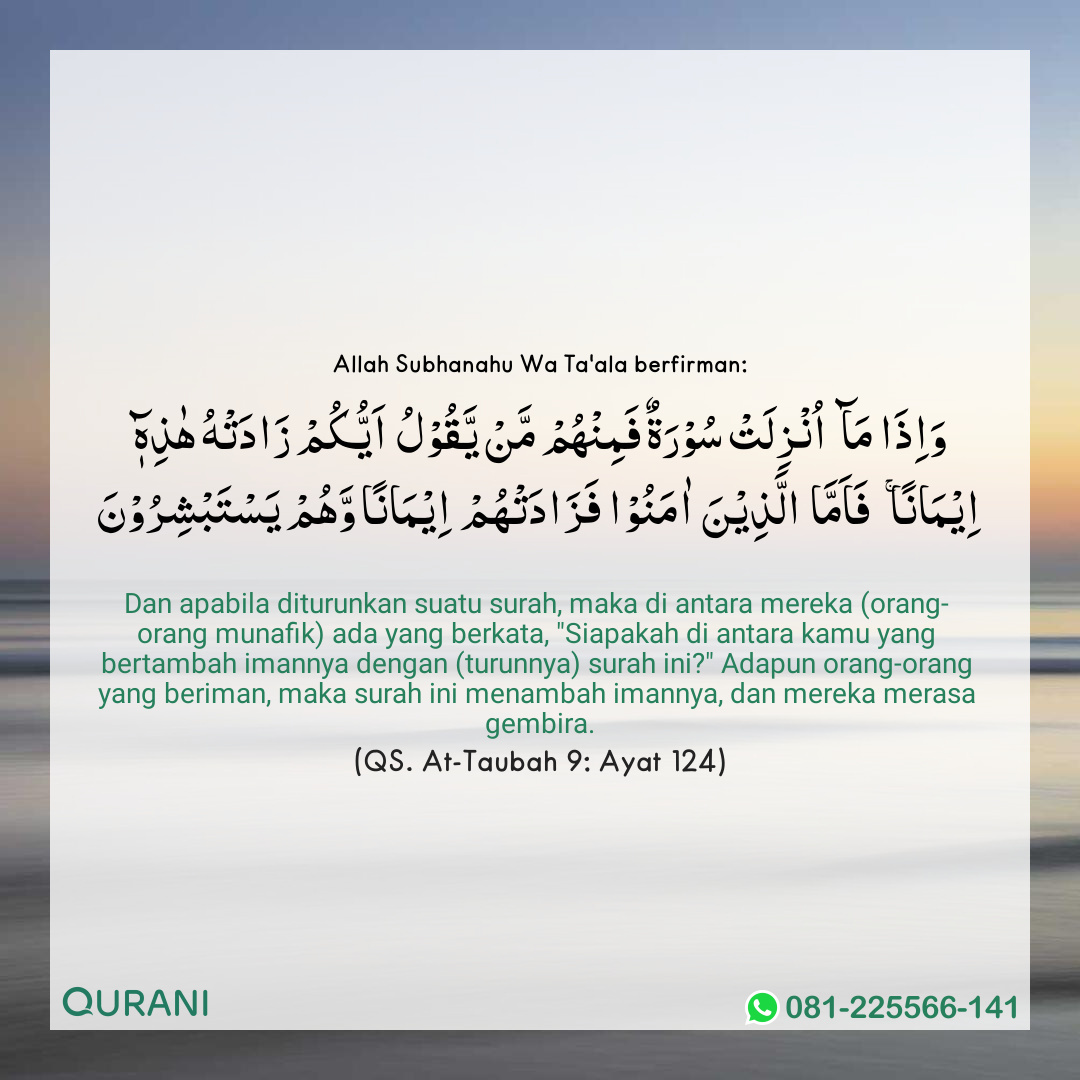 Allah Subhanahu Wa Ta'ala berfirman:
وَاِذَا مَاۤ اُنْزِلَتْ سُوْرَةٌ فَمِنْهُمْ مَّنْ يَّقُوْلُ اَيُّكُمْ زَادَتْهُ هٰذِهٖۤ
اِيْمَانًاۚ فَاَمَّا الَّذِيْنَ اٰمَنُوْا فَزَادَتْهُمْ اِيْمَانًا وَّهُمْ يَسْتَبْشِرُوْنَ
Dan apabila diturunkan suatu surah, maka di antara mereka (orang-
orang munafik) ada yang berkata, "Siapakah di antara kamu yang
bertambah imannya dengan (turunnya) surah ini?" Adapun orang-orang
yang beriman, maka surah ini menambah imannya, dan mereka merasa
gembira.
(QS. At-Taubah 9: Ayat 124)
QURANI
081-225566-141